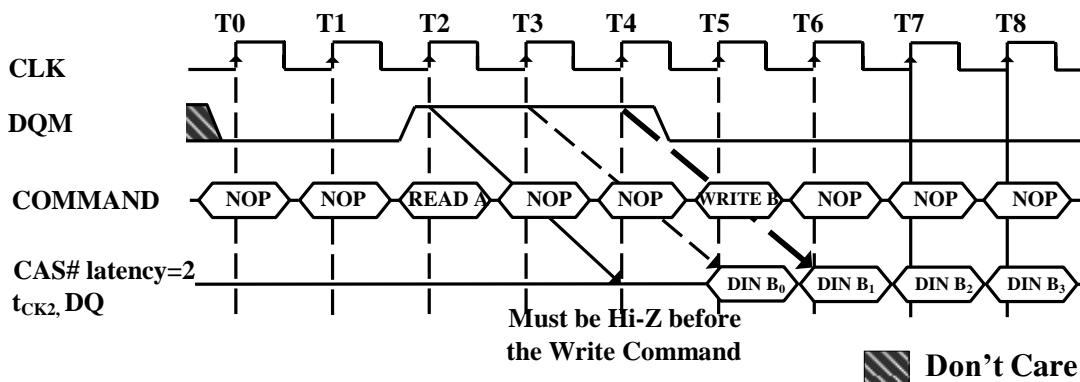 T0 T1 T2 T3 T4 T5 T6 T7 T8
CLK
DQM
COMMAND NOP NOP READ A NOP NOP WRITE B NOP NOP NOP
CAS# latency=2
tCK2, DQ DIN B0 DIN B1 DIN B2 DIN B3
Must be Hi-Z before
the Write Command
Don't Care